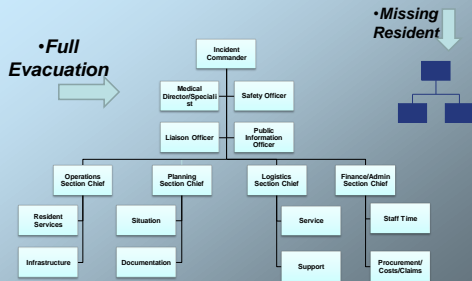 •Full
Evacuation
•Missing
Resident
Incident
Commander
Medical
Director/Speciali
st
Safety Officer
Liaison Officer
Public
Information
Officer
Operations
Section Chief
Planning
Section Chief
Logistics
Section Chief
Finance/Admin
Section Chief
Resident
Services
Situation
Service
Staff Time
Infrastructure
Documentation
Support
Procurement/
Costs/Claims